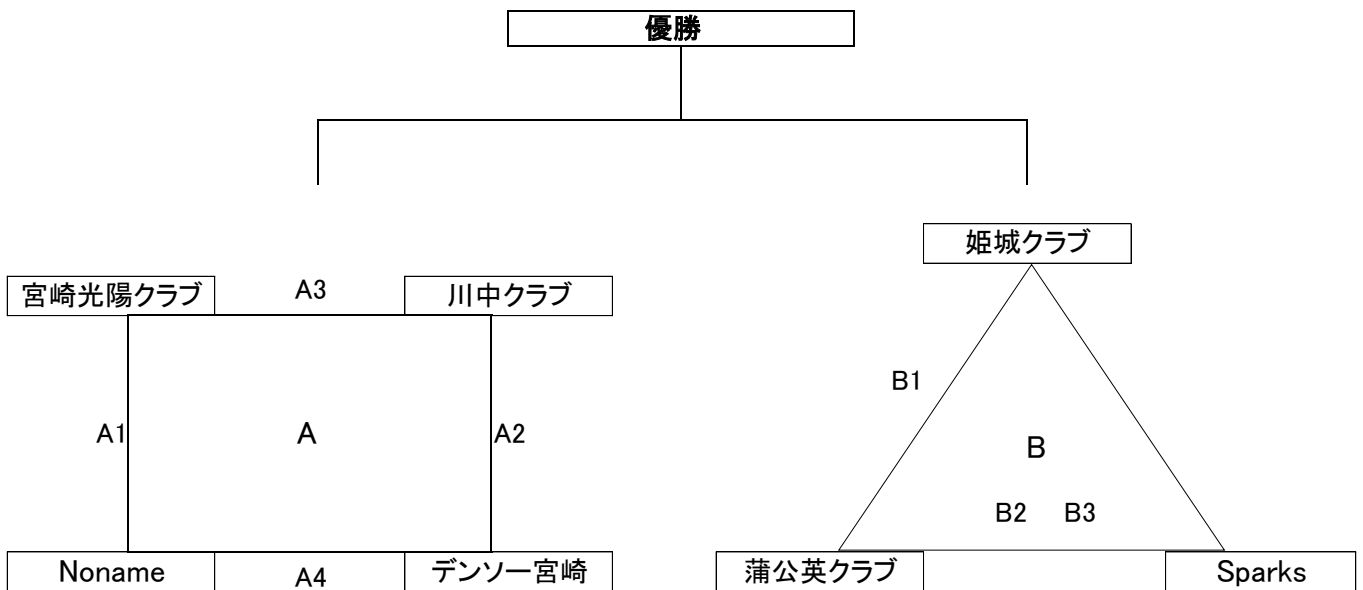 優勝
姫城クラブ
宮崎光陽クラブ A3 川中クラブ
B1
A1 A A2
B
B2 B3
Noname A4 デンソー宮崎 蒲公英クラブ Sparks